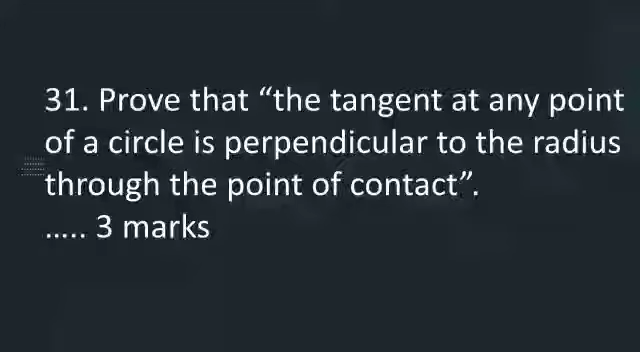 31. Prove that “the tangent at any point
of a circle is perpendicular to the radius
through the point of contact”.
..... 3 marks